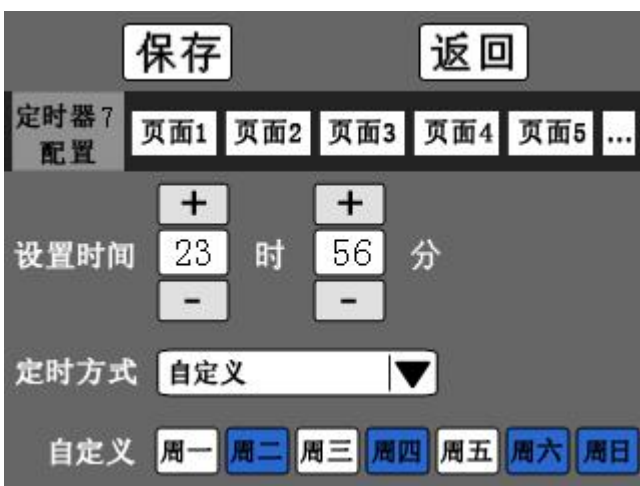 保存 返回
定时器7
配置 页面1 页面2 页面3 页面4 页面5 ...
+ +
设置时间 23 时 56 分
- -
定时方式 自定义
自定义 周一 周二 周三 周四 周五 周六 周日